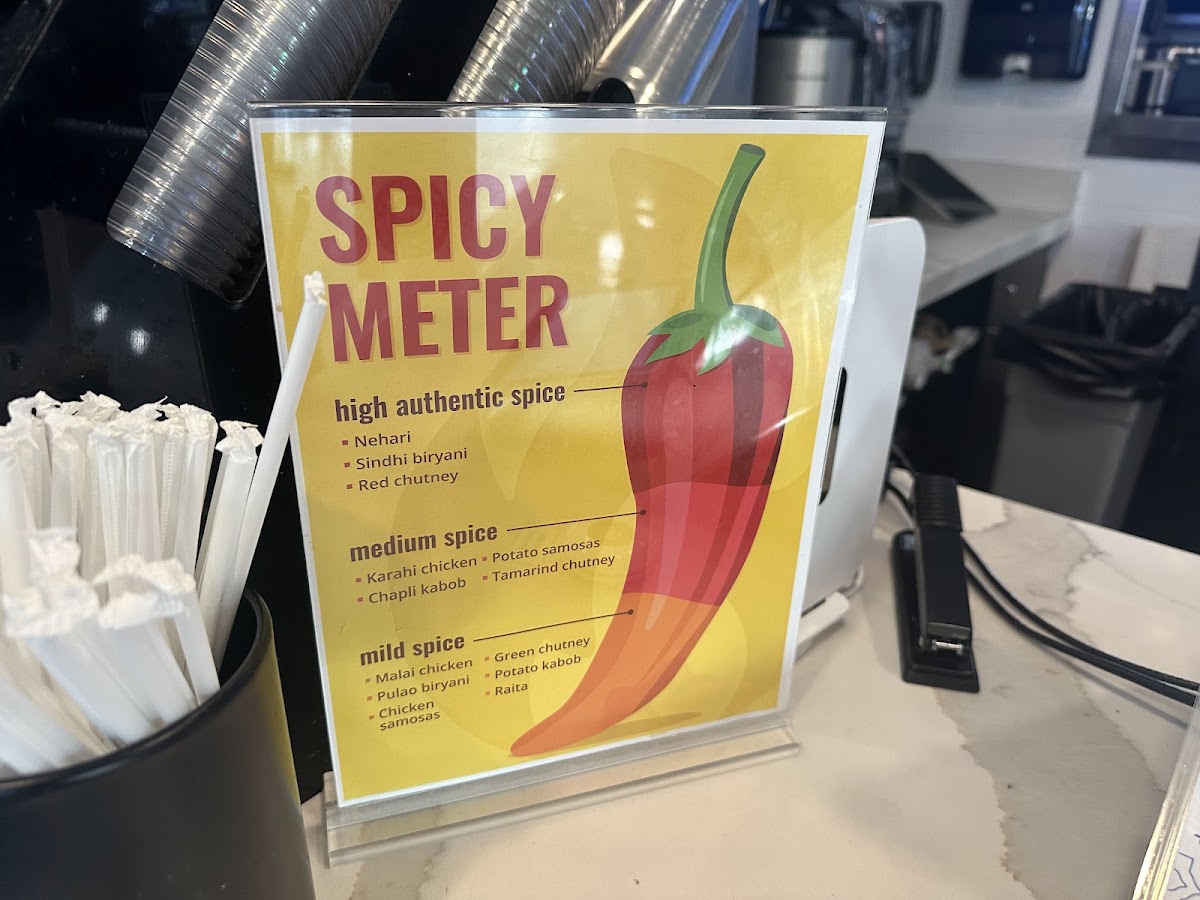 SPICY
METER
high authentic spice
▪ Nehari
▪ Sindhi biryani
▪ Red chutney
medium spice
▪ Karahi chicken
▪ Chapli kabob
▪ Potato samosas
▪ Tamarind chutney
mild spice
▪ Malai chicken
▪ Pulao biryani
▪ Chicken
samosas
▪ Green chutney
▪ Potato kabob
▪ Raita